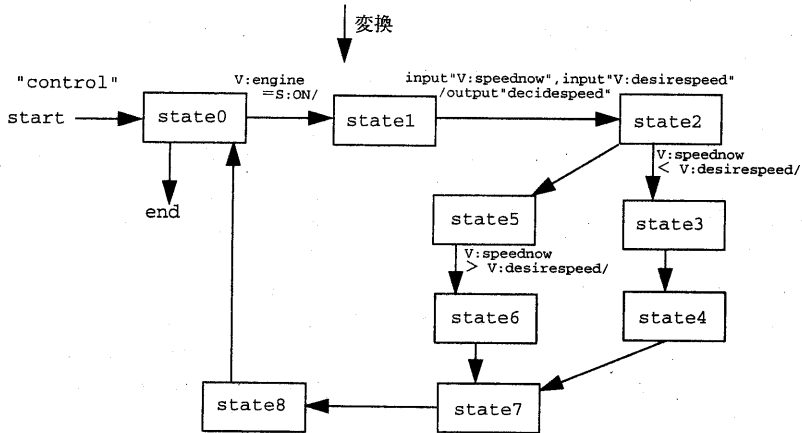 変換
"control"
V:engine
=S:ON/
input"V:speednow",input"V:desirespeed"
/output"decidespeed"
start
state0
state1
state2
V:speednow
< V:desirespeed/
end
state5
state3
V:speednow
> V:desirespeed/
state6
state4
state8
state7